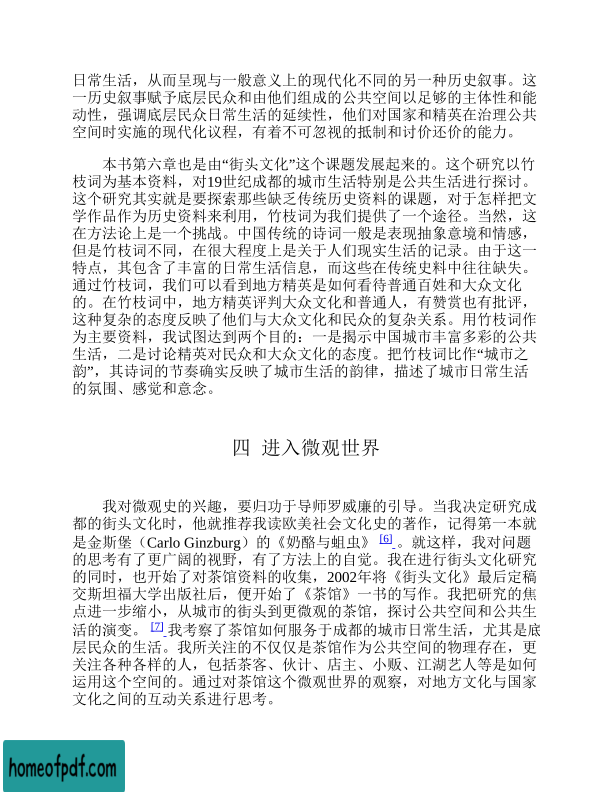 日常生活，从而呈现与一般意义上的现代化不同的另一种历史叙事。这
一历史叙事赋予底层民众和由他们组成的公共空间以足够的主体性和能
动性，强调底层民众日常生活的延续性，他们对国家和精英在治理公共
空间时实施的现代化议程，有着不可忽视的抵制和讨价还价的能力。
本书第六章也是由“街头文化”这个课题发展起来的。这个研究以竹
枝词为基本资料，对19世纪成都的城市生活特别是公共生活进行探讨。
这个研究其实就是要探索那些缺乏传统历史资料的课题，对于怎样把文
学作品作为历史资料来利用，竹枝词为我们提供了一个途径。当然，这
在方法论上是一个挑战。中国传统的诗词一般是表现抽象意境和情感，
但是竹枝词不同，在很大程度上是关于人们现实生活的记录。由于这一
特点，其包含了丰富的日常生活信息，而这些在传统史料中往往缺失。
通过竹枝词，我们可以看到地方精英是如何看待普通百姓和大众文化
的。在竹枝词中，地方精英评判大众文化和普通人，有赞赏也有批评，
这种复杂的态度反映了他们与大众文化和民众的复杂关系。用竹枝词作
为主要资料，我试图达到两个目的：一是揭示中国城市丰富多彩的公共
生活，二是讨论精英对民众和大众文化的态度。把竹枝词比作“城市之
韵”，其诗词的节奏确实反映了城市生活的韵律，描述了城市日常生活
的氛围、感觉和意念。
四 进入微观世界
我对微观史的兴趣，要归功于导师罗威廉的引导。当我决定研究成
都的街头文化时，他就推荐我读欧美社会文化史的著作，记得第一本就
是金斯堡（Carlo Ginzburg）的《奶酪与蛆虫》 [6] 。就这样，我对问题
的思考有了更广阔的视野，有了方法上的自觉。我在进行街头文化研究
的同时，也开始了对茶馆资料的收集，2002年将《街头文化》最后定稿
交斯坦福大学出版社后，便开始了《茶馆》一书的写作。我把研究的焦
点进一步缩小，从城市的街头到更微观的茶馆，探讨公共空间和公共生
活的演变。 [7] 我考察了茶馆如何服务于成都的城市日常生活，尤其是底
层民众的生活。我所关注的不仅仅是茶馆作为公共空间的物理存在，更
关注各种各样的人，包括茶客、伙计、店主、小贩、江湖艺人等是如何
运用这个空间的。通过对茶馆这个微观世界的观察，对地方文化与国家
文化之间的互动关系进行思考。
homeofpdf.com